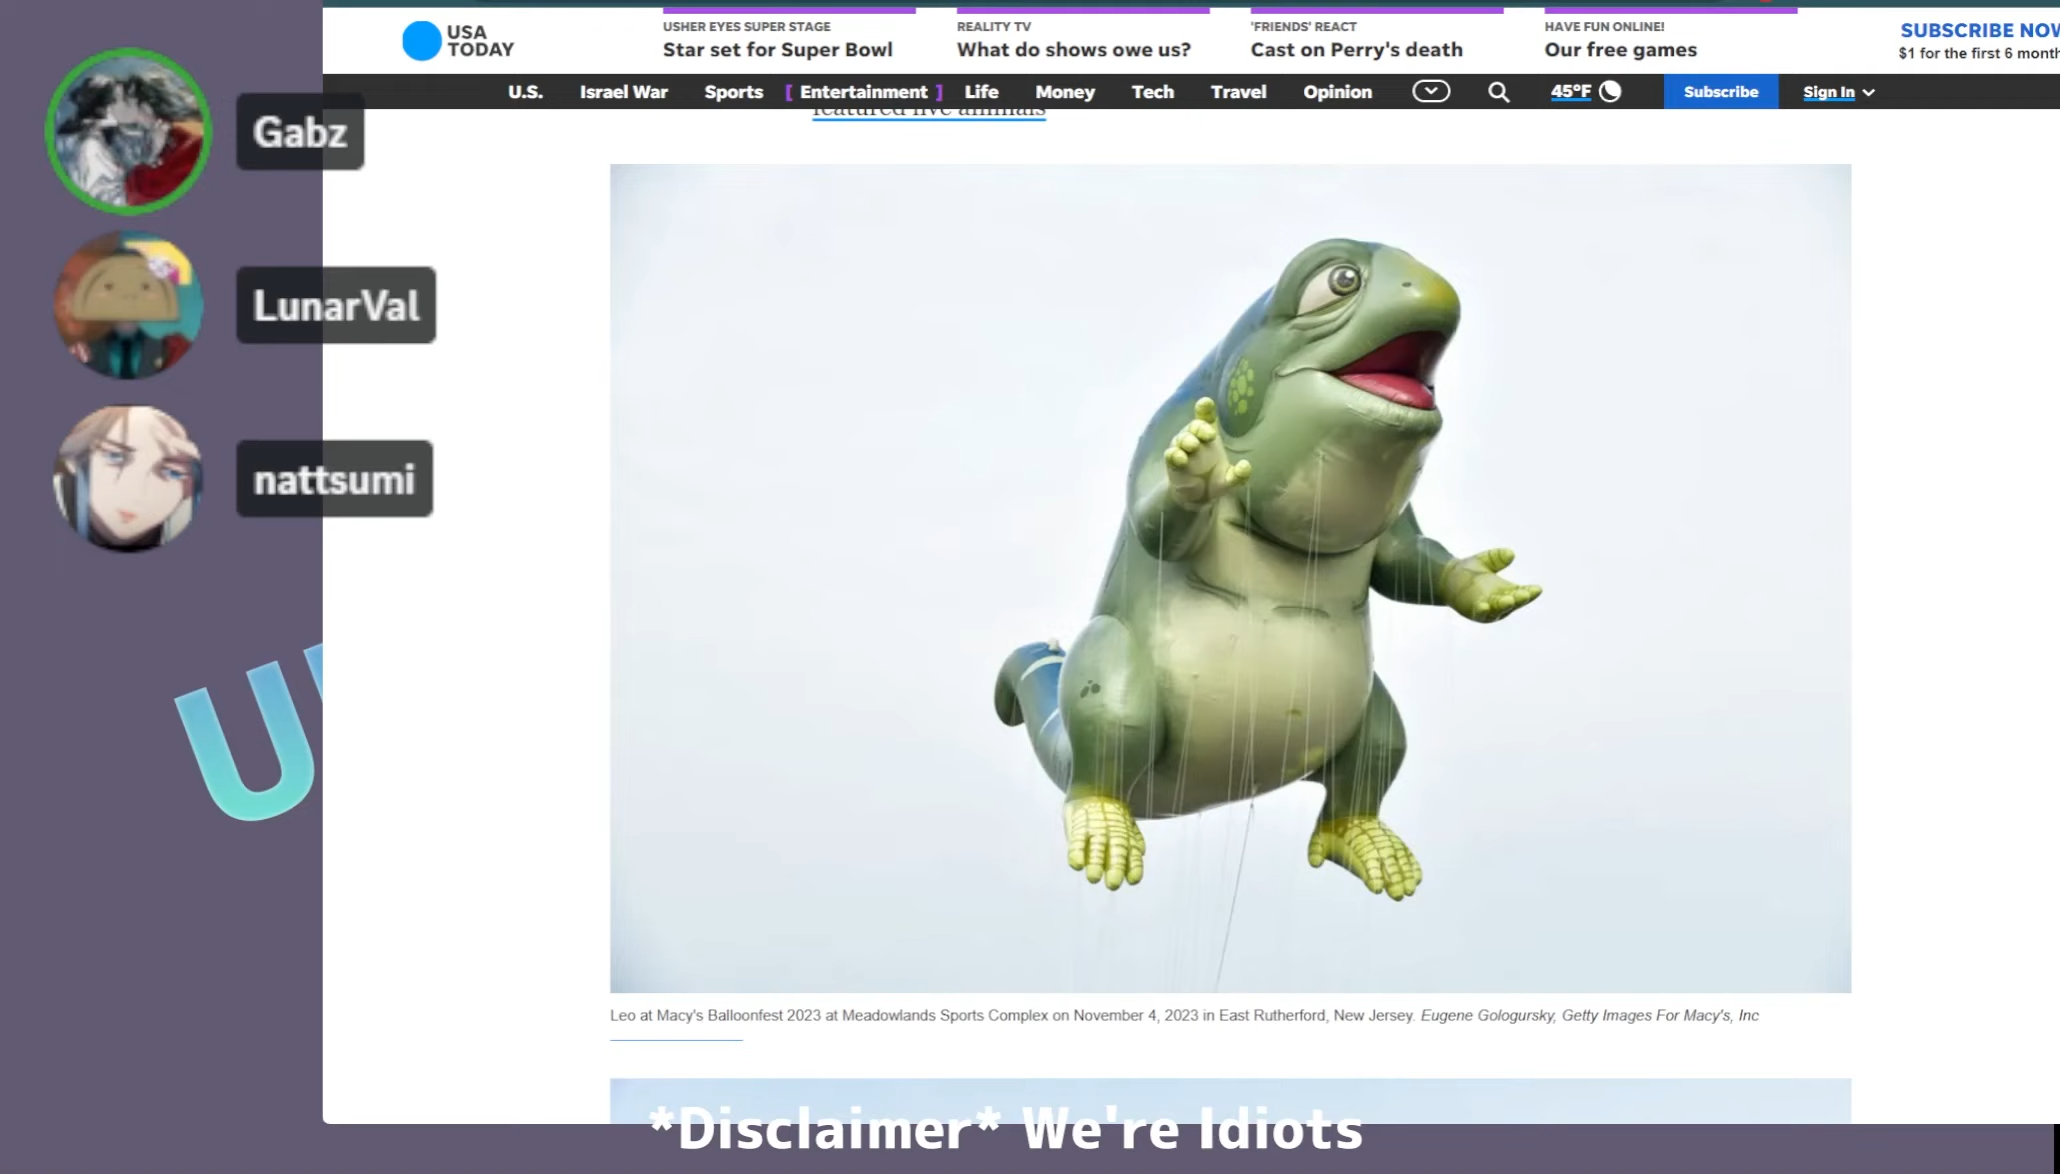 USA
TODAY
USHER EYES SUPER STAGE
Star set for Super Bowl
REALITY TV
What do shows owe us?
'FRIENDS' REACT
Cast on Perry's death
HAVE FUN ONLINE!
Our free games
SUBSCRIBE NOW
$1 for the first 6 month
U.S. Israel War Sports [ Entertainment ] Life Money Tech Travel Opinion 45°F Subscribe Sign In
featured live animals
Gabz
LunarVal
nattsumi
U
Leo at Macy's Balloonfest 2023 at Meadowlands Sports Complex on November 4, 2023 in East Rutherford, New Jersey. Eugene Gologursky, Getty Images For Macy's, Inc
*Disclaimer* We're Idiots